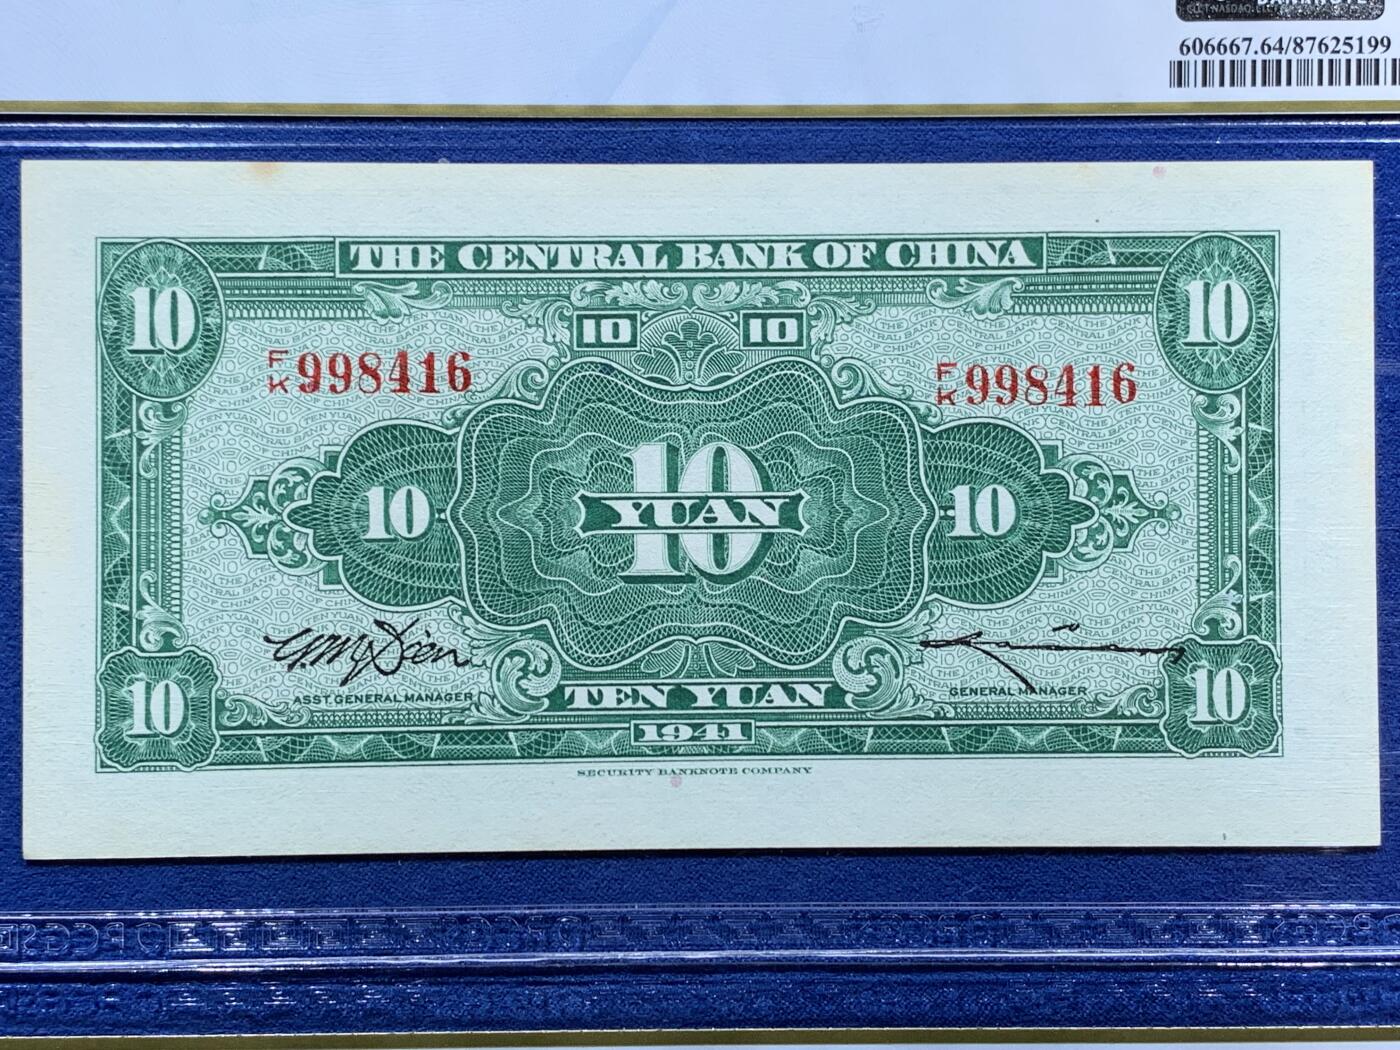 606667.64/87625199
THE CENTRAL BANK OF CHINA
10 10
10 10
F/K 998416 F/K 998416
10 10 YUAN 10
ASST. GENERAL MANAGER GENERAL MANAGER
10 TEN YUAN 10
1941
SECURITY BANKNOTE COMPANY